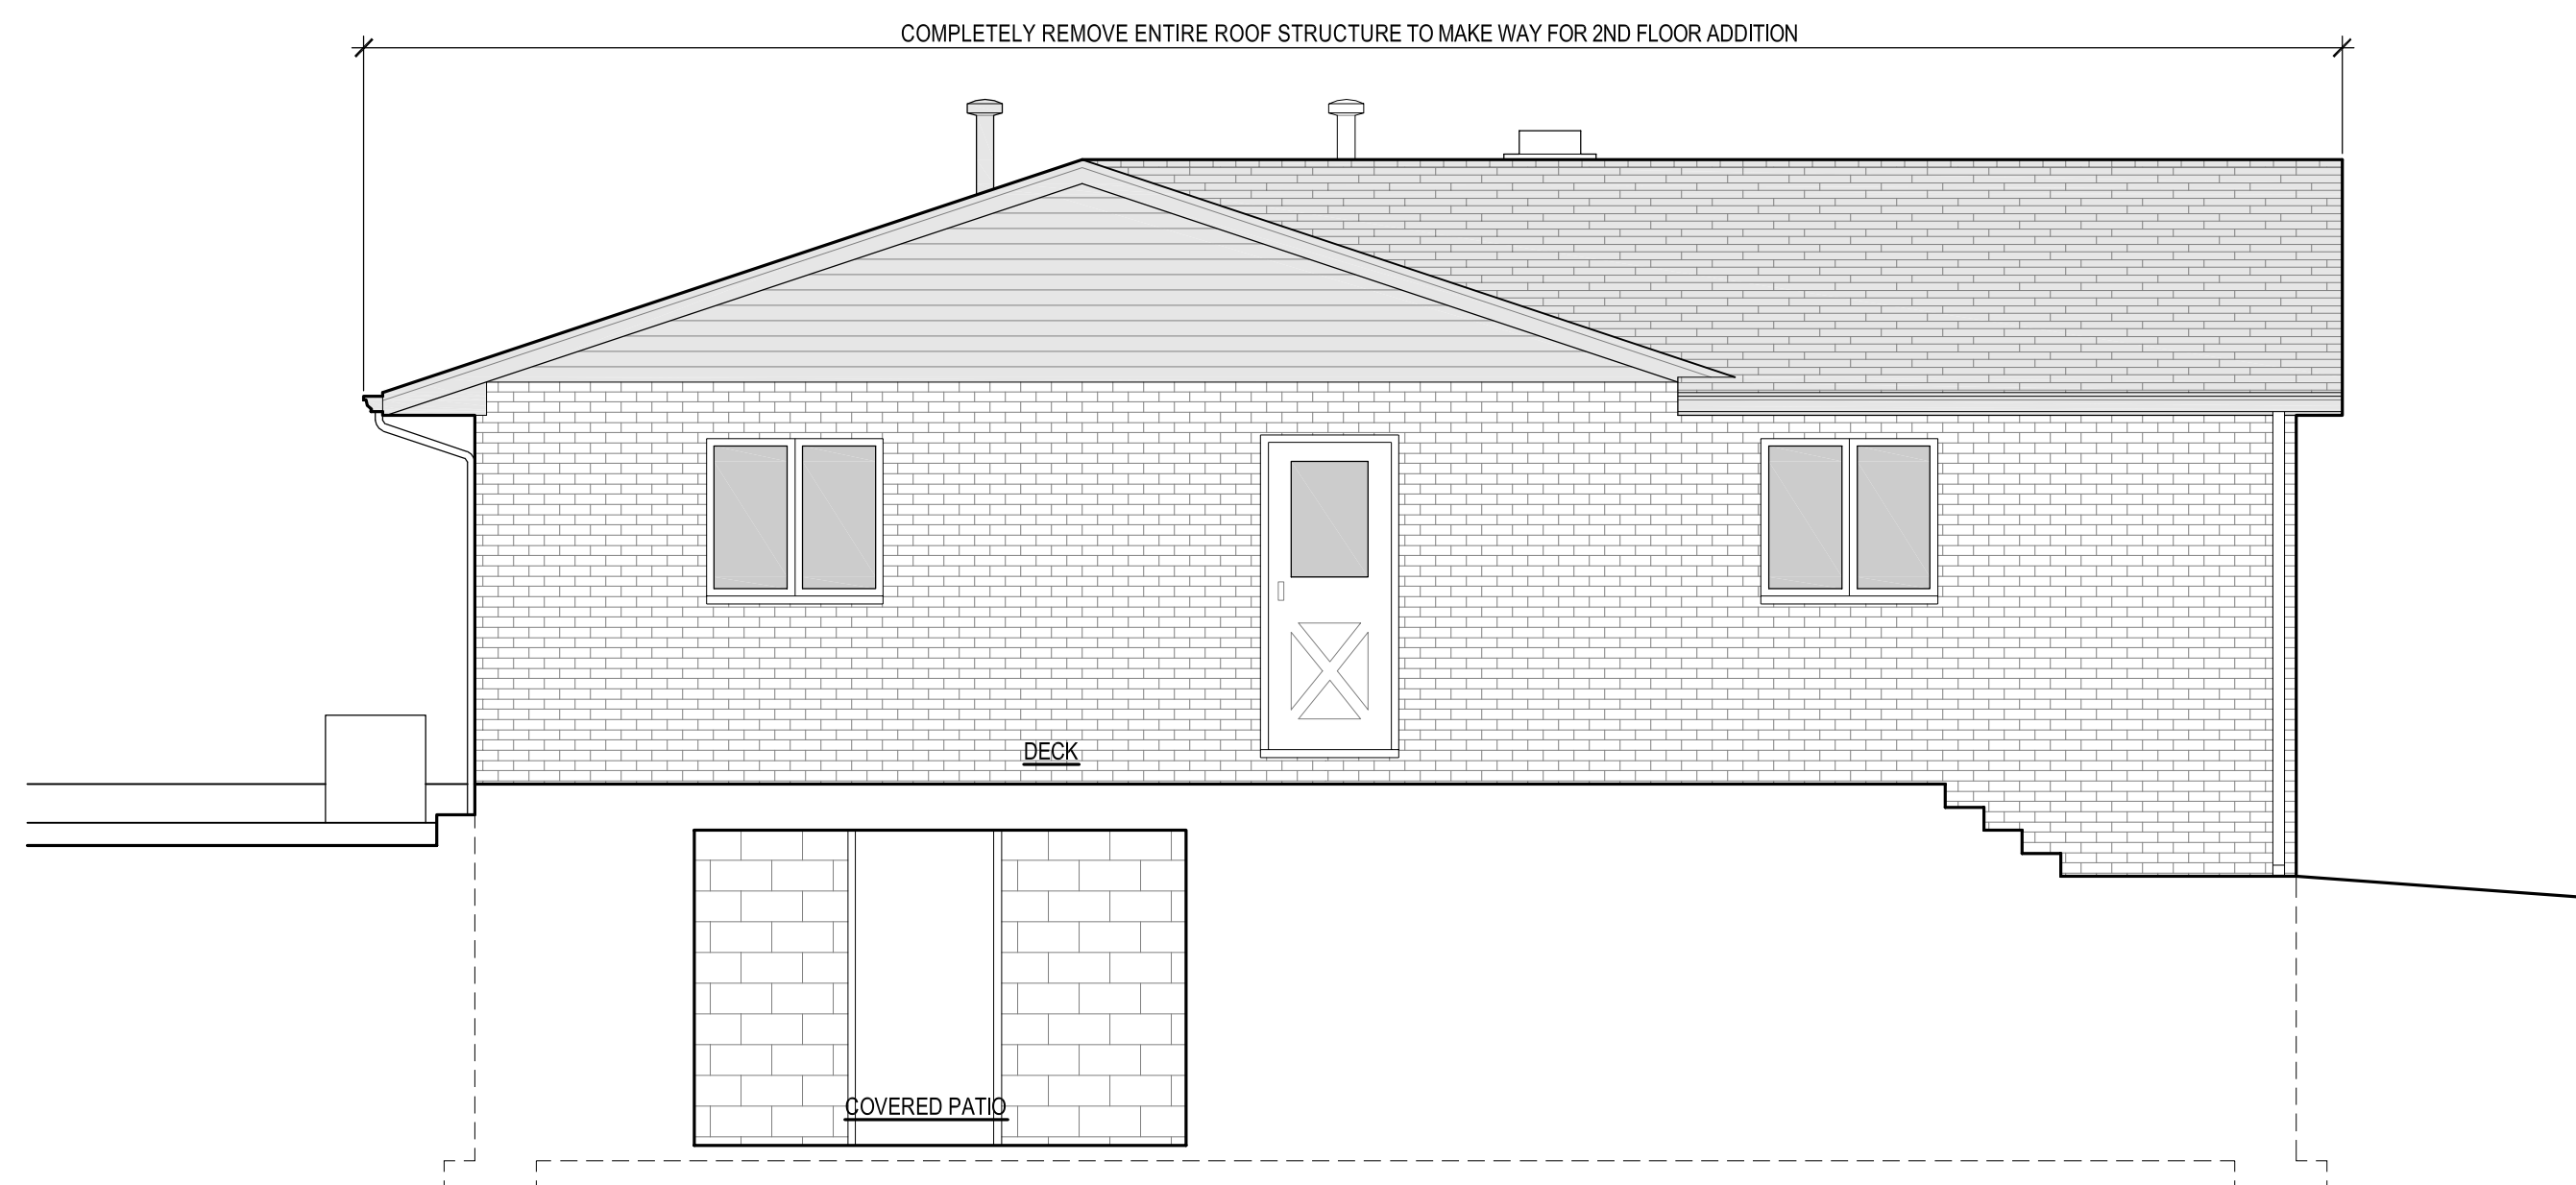 COMPLETELY REMOVE ENTIRE ROOF STRUCTURE TO MAKE WAY FOR 2ND FLOOR ADDITION
DECK
COVERED PATIO